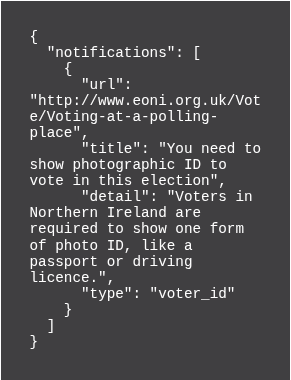 {
  "notifications": [
    {
      "url":
"http://www.eoni.org.uk/Vot
e/Voting-at-a-polling-
place",
      "title": "You need to
show photographic ID to
vote in this election",
      "detail": "Voters in
Northern Ireland are
required to show one form
of photo ID, like a
passport or driving
licence.",
      "type": "voter_id"
    }
  ]
}